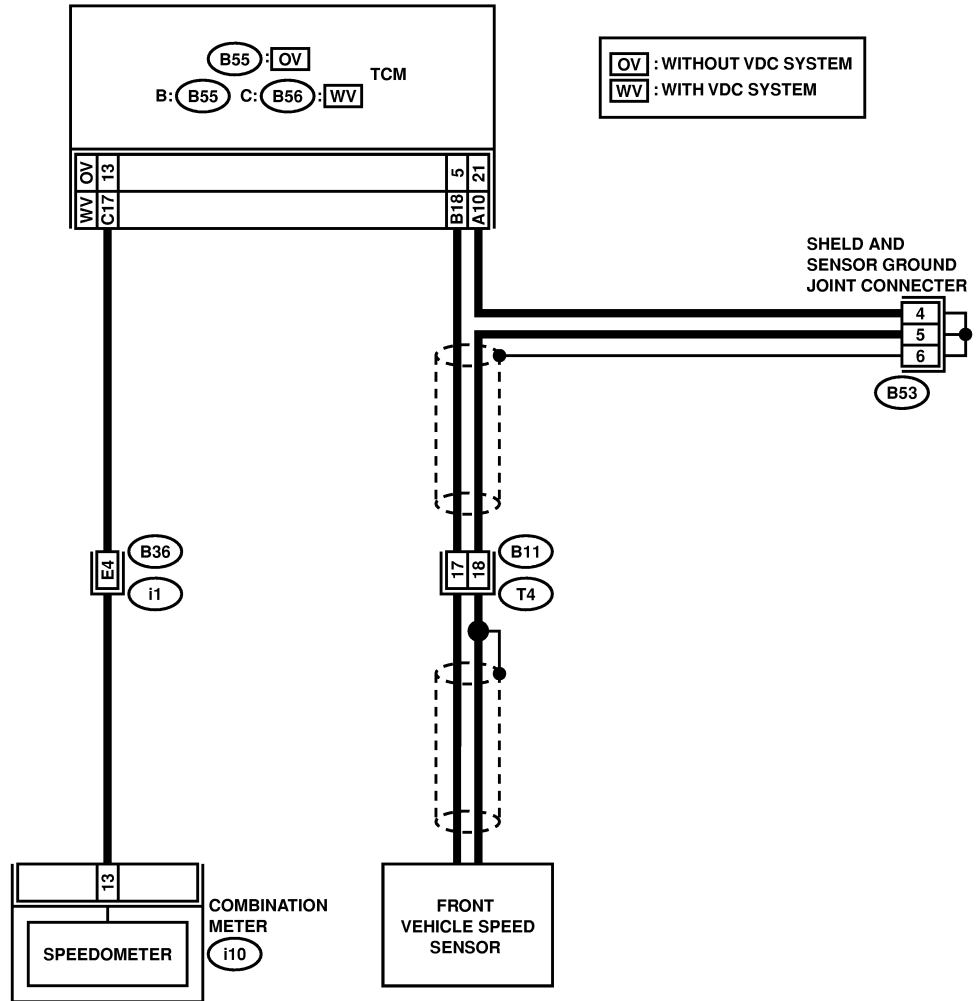 B55 : OV
TCM
B: B55 C: B56 : WV
OV : WITHOUT VDC SYSTEM
WV : WITH VDC SYSTEM
OV 13 5 21
WV C17 B18 A10
SHELD AND
SENSOR GROUND
JOINT CONNECTER
4
5
6
B53
E4
B36
i1
17 18
B11
T4
13
COMBINATION
METER
i10
SPEEDOMETER
FRONT
VEHICLE SPEED
SENSOR